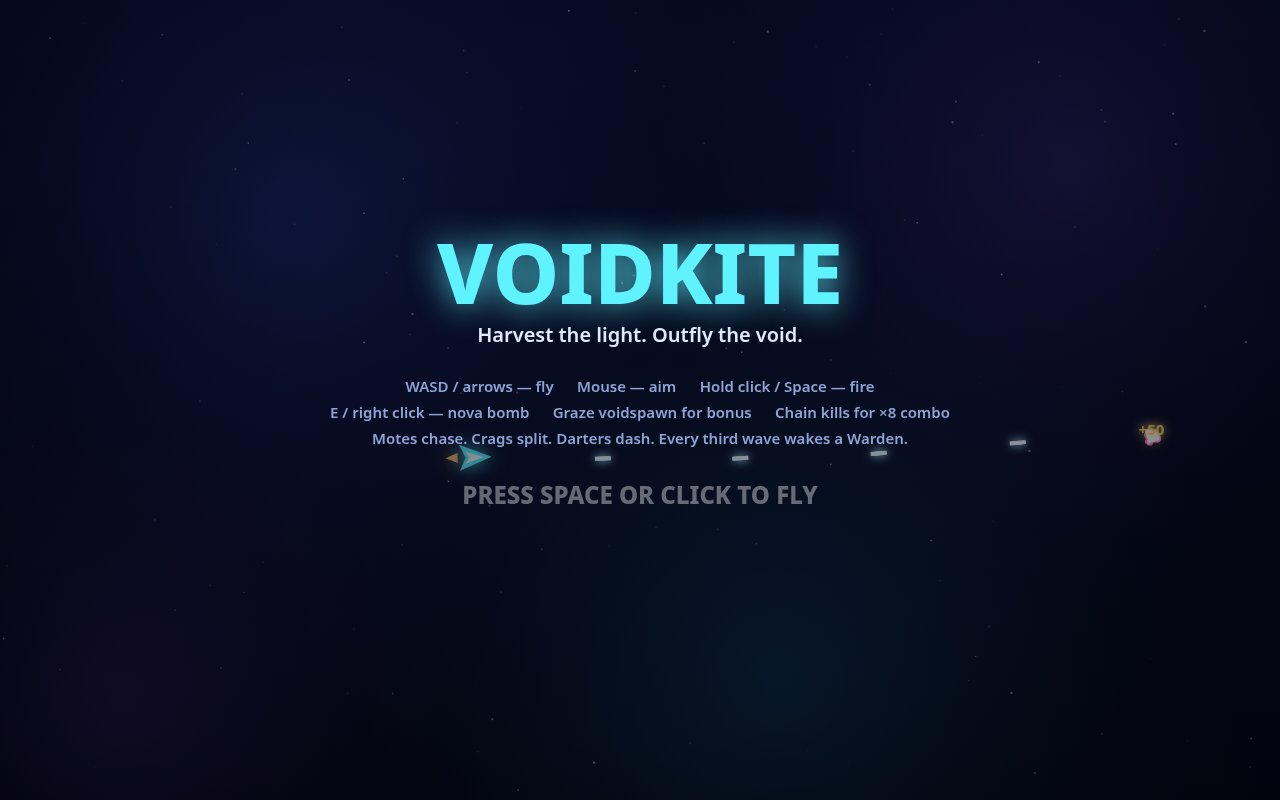 VOIDKITE
Harvest the light. Outfly the void.
WASD / arrows — fly Mouse — aim Hold click / Space — fire
E / right click — nova bomb Graze voidspawn for bonus Chain kills for ×8 combo
+50
Motes chase. Crags split. Darters dash. Every third wave wakes a Warden.
PRESS SPACE OR CLICK TO FLY